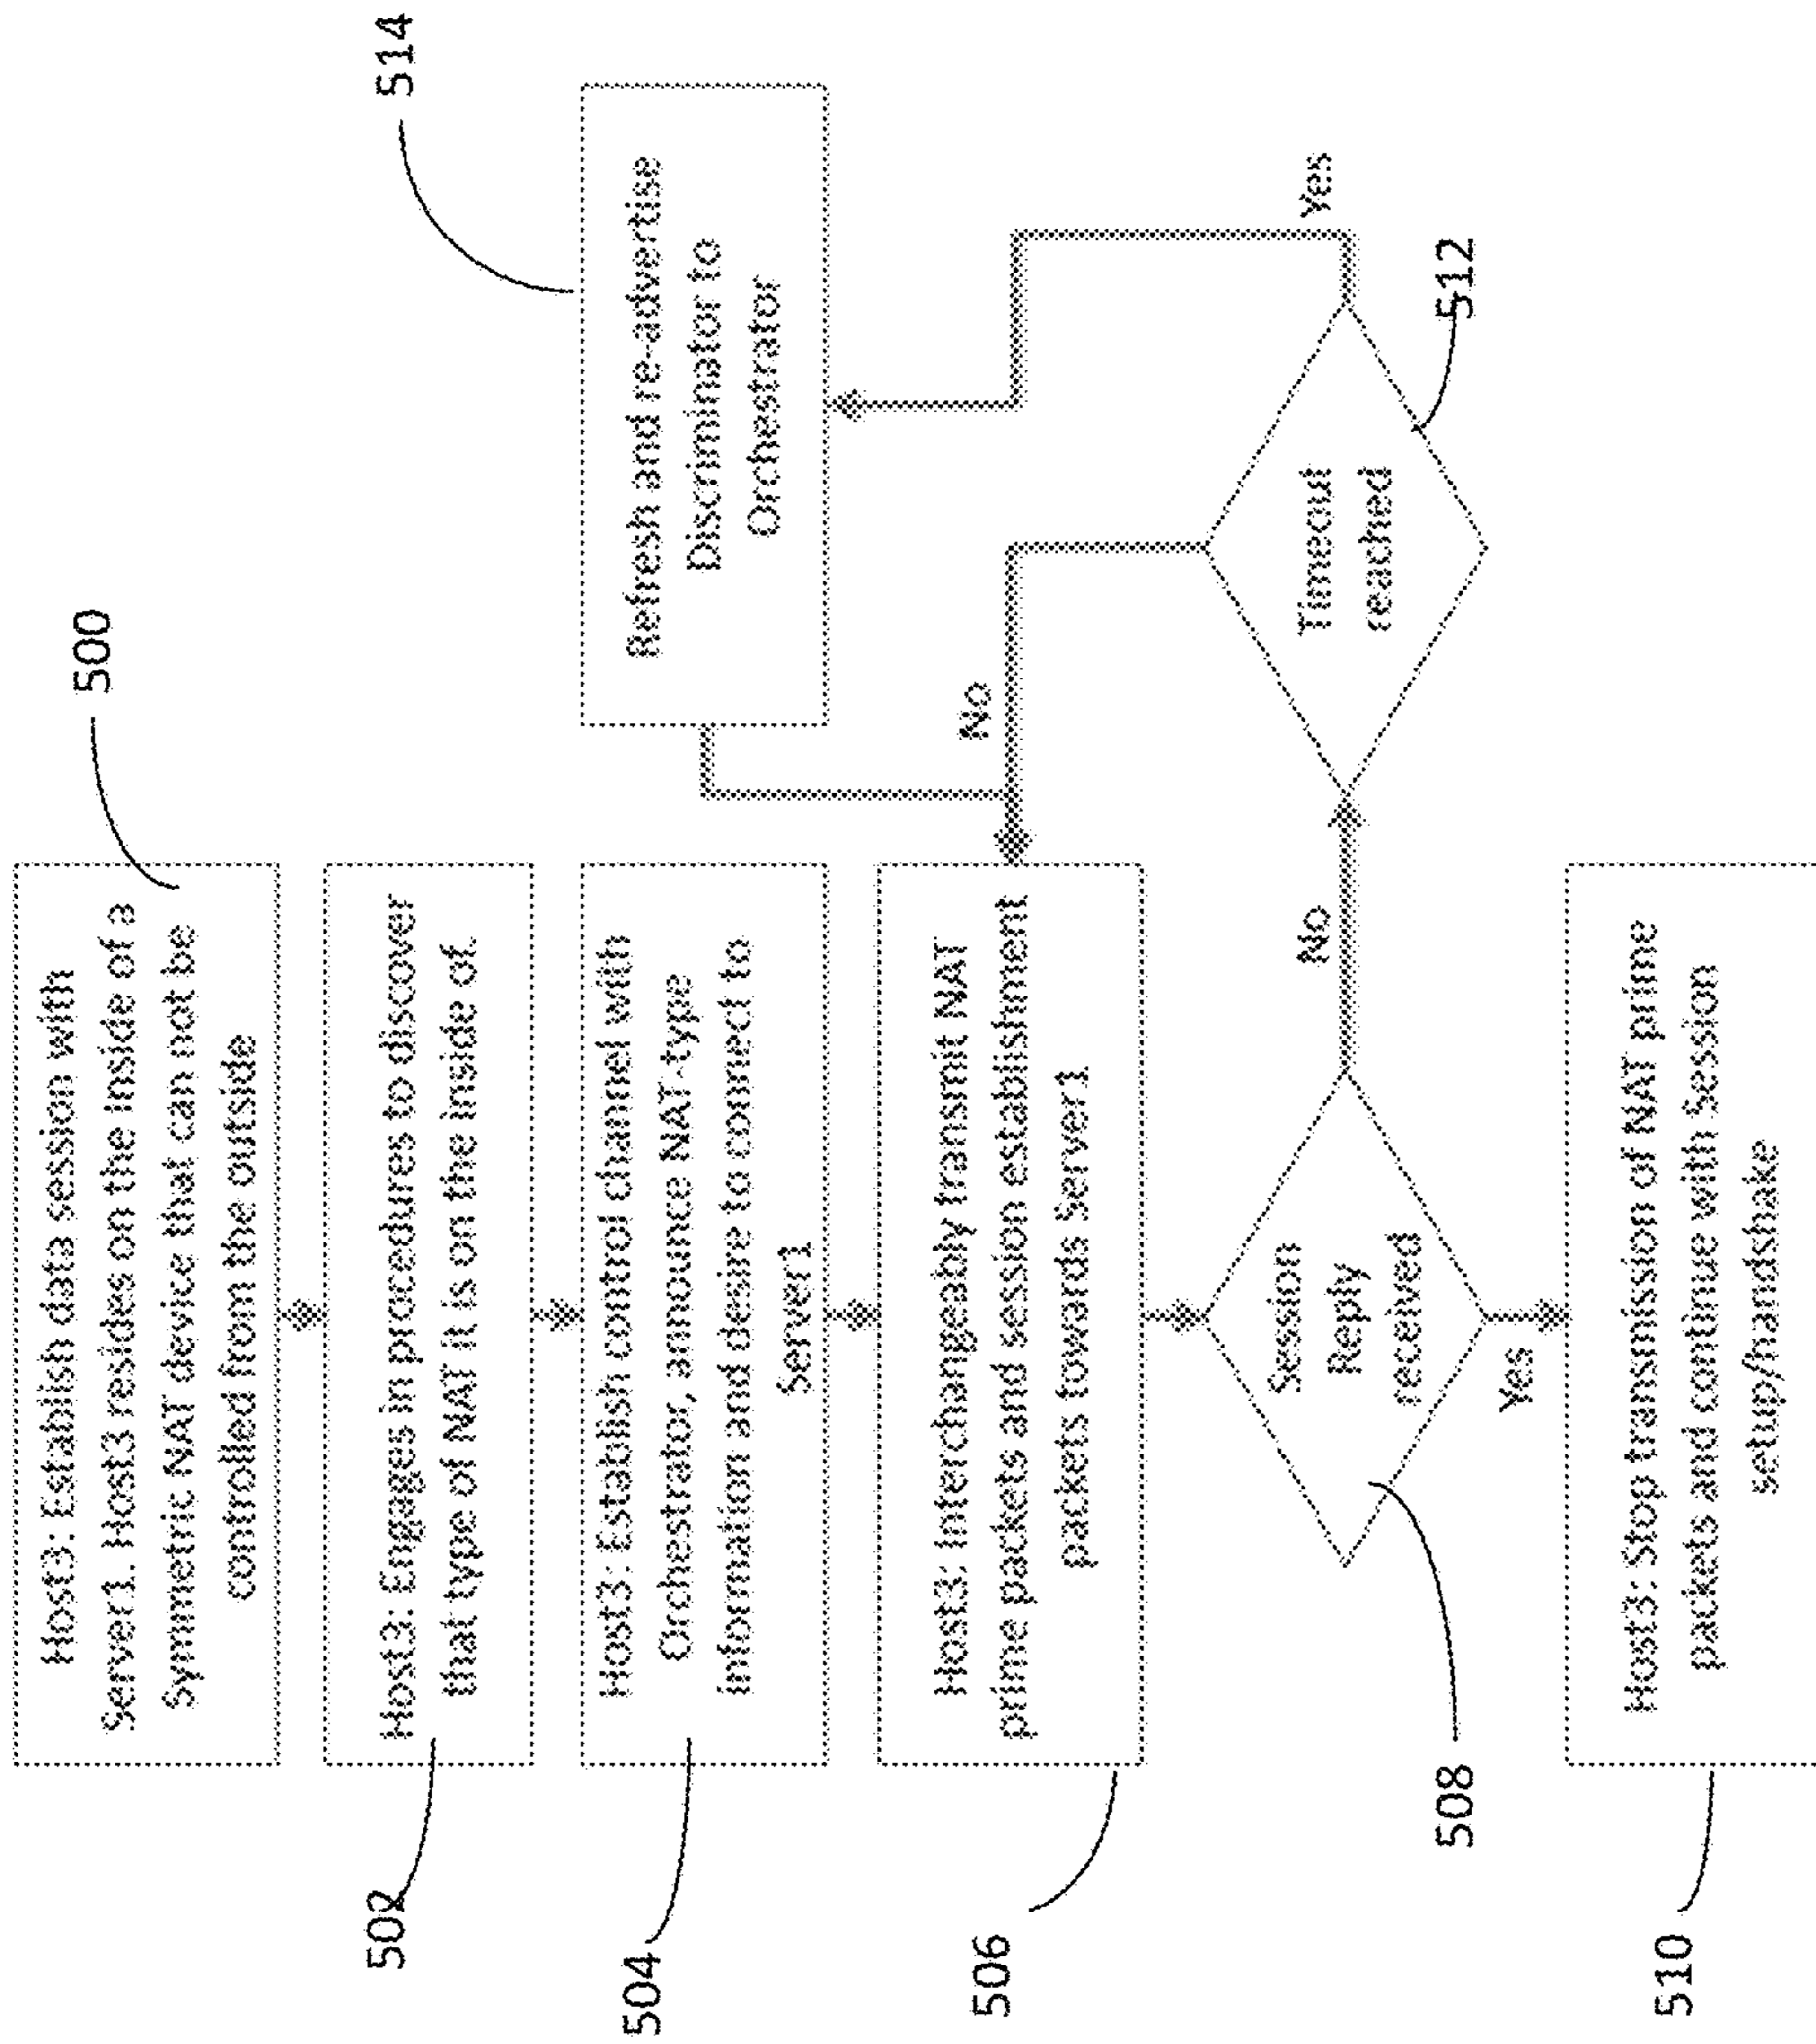 500
Host3: Establish data session with
Server1. Host3 resides on the inside of a
Symmetric NAT device that can not be
controlled from the outside
502
Host3: Engages in procedures to discover
that type of NAT it is on the inside of.
504
Host3: Establish control channel with
Orchestrator, announce NAT-type
information and desire to connect to
Server1
506
Host3: Interchangeably transmit NAT
prime packets and session establishment
packets towards Server1
508
Session
Reply
received
Yes
No
510
Host3: Stop transmission of NAT prime
packets and continue with Session
setup/handshake
512
Timeout
reached
No
Yes
514
Refresh and re-advertise
Discriminator to
Orchestrator